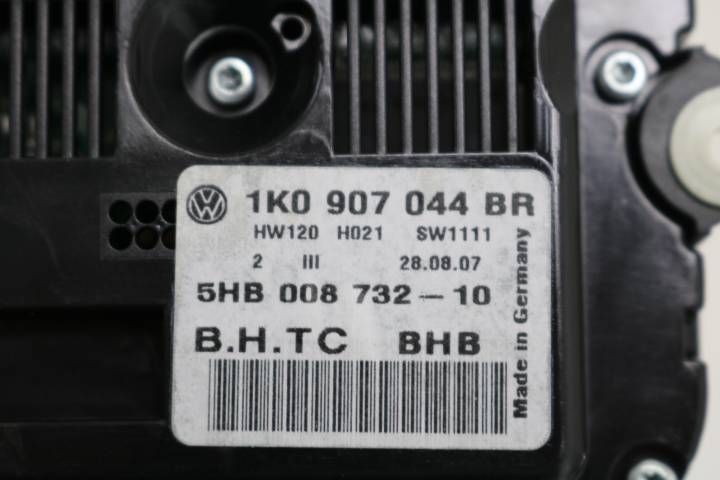 1K0 907 044 BR
HW120 H021 SW1111
2 III 28.08.07
5HB 008 732-10
B.H.TC BHB
Made in Germany